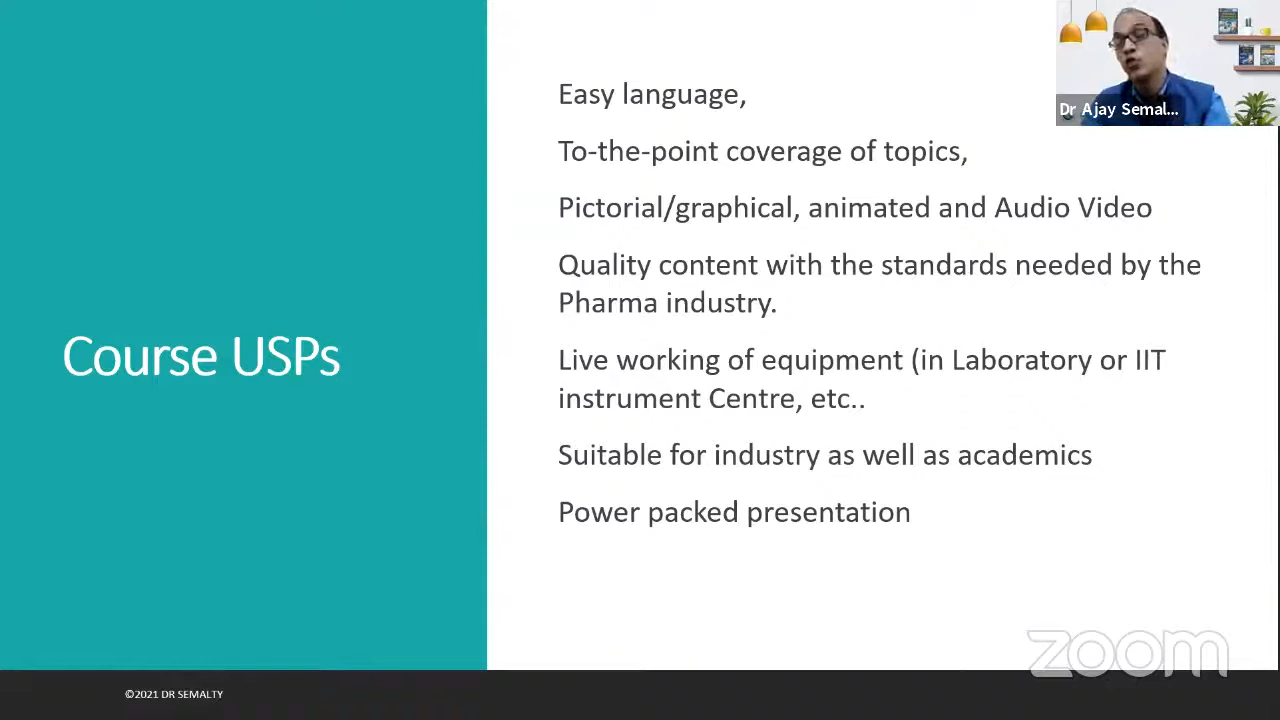 Easy language,
Dr Ajay Semal...
To-the-point coverage of topics,
Pictorial/graphical, animated and Audio Video
Quality content with the standards needed by the
Pharma industry.
Course USPs
Live working of equipment (in Laboratory or IIT
instrument Centre, etc..
Suitable for industry as well as academics
Power packed presentation
zoom
©2021 DR SEMALTY